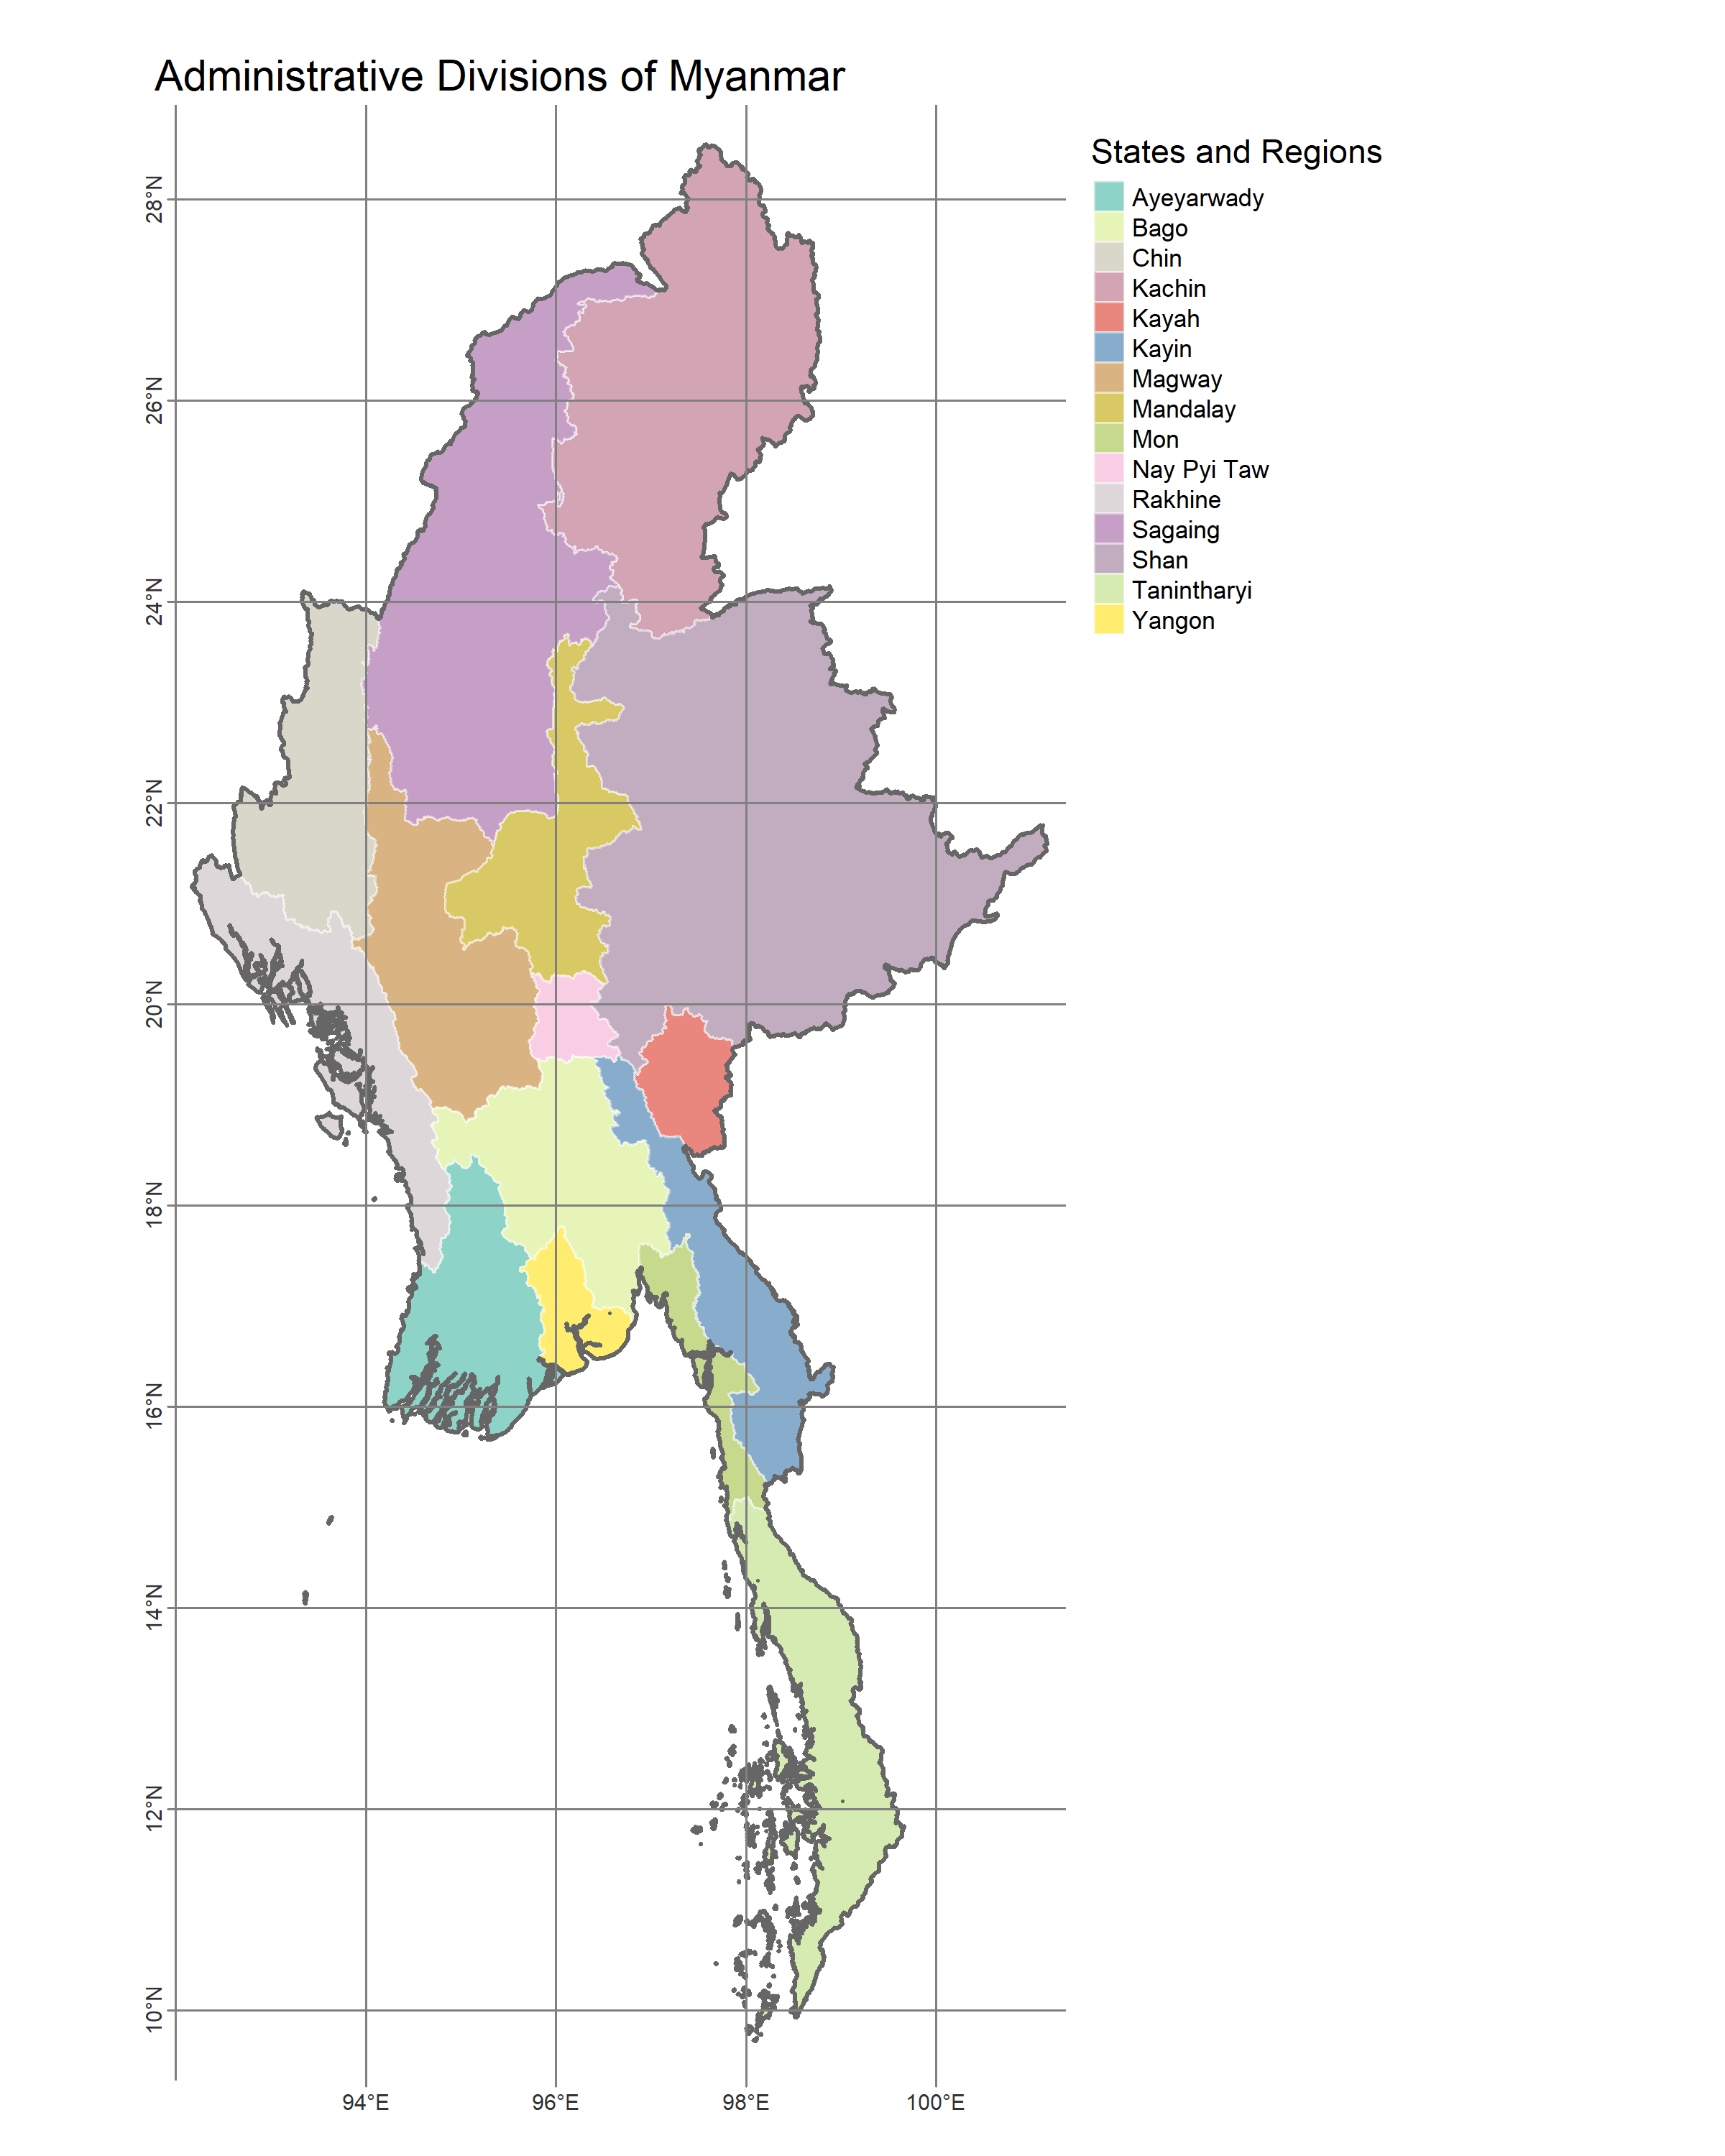 Administrative Divisions of Myanmar
States and Regions
Ayeyarwady
Bago
Chin
Kachin
Kayah
Kayin
Magway
Mandalay
Mon
Nay Pyi Taw
Rakhine
Sagaing
Shan
Tanintharyi
Yangon
28°N
26°N
24°N
22°N
20°N
18°N
16°N
14°N
12°N
10°N
94°E
96°E
98°E
100°E